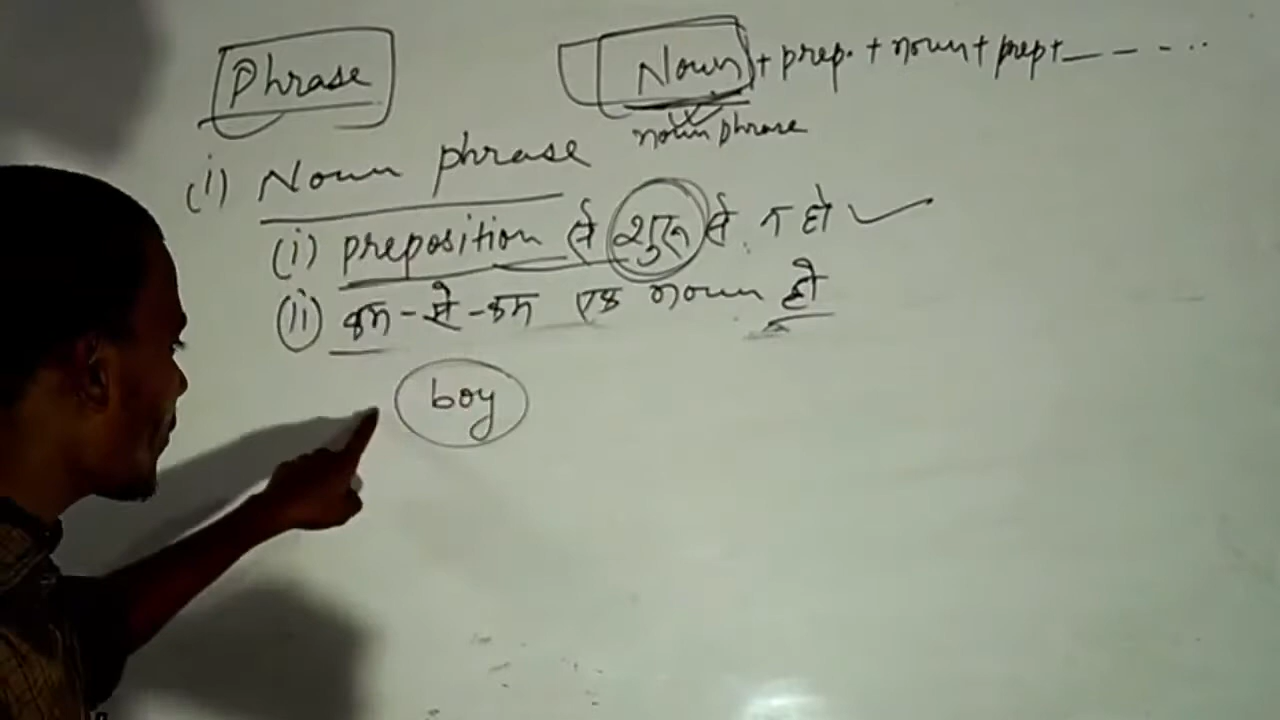 Phrase
Noun + prep. + noun + prep + — - - ..
noun phrase
(i) Noun phrase
(i) preposition से शुरू से न हो ✓
(ii) कम-से-कम एक noun हो
boy